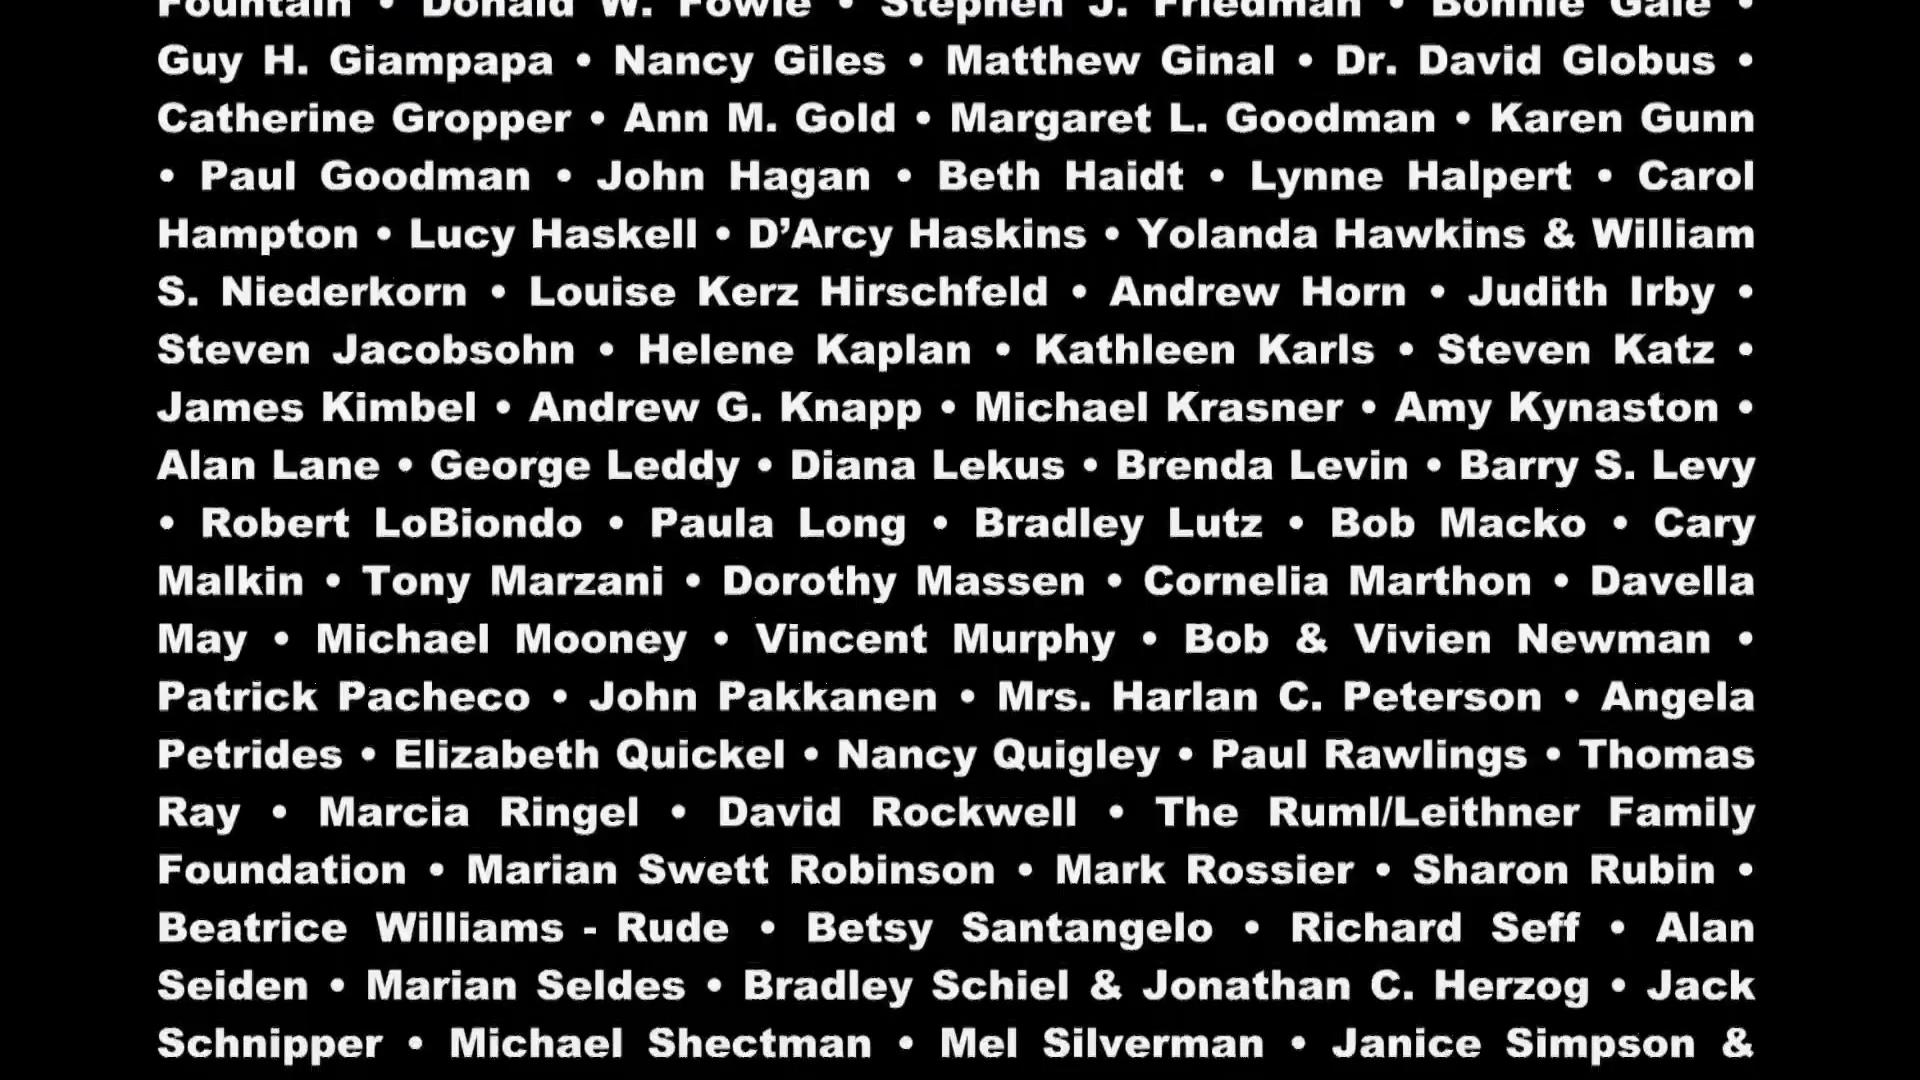 Fountain • Donald W. Fowle • Stephen J. Friedman • Bonnie Gale •
Guy H. Giampapa • Nancy Giles • Matthew Ginal • Dr. David Globus •
Catherine Gropper • Ann M. Gold • Margaret L. Goodman • Karen Gunn
• Paul Goodman • John Hagan • Beth Haidt • Lynne Halpert • Carol
Hampton • Lucy Haskell • D’Arcy Haskins • Yolanda Hawkins & William
S. Niederkorn • Louise Kerz Hirschfeld • Andrew Horn • Judith Irby •
Steven Jacobsohn • Helene Kaplan • Kathleen Karls • Steven Katz •
James Kimbel • Andrew G. Knapp • Michael Krasner • Amy Kynaston •
Alan Lane • George Leddy • Diana Lekus • Brenda Levin • Barry S. Levy
• Robert LoBiondo • Paula Long • Bradley Lutz • Bob Macko • Cary
Malkin • Tony Marzani • Dorothy Massen • Cornelia Marthon • Davella
May • Michael Mooney • Vincent Murphy • Bob & Vivien Newman •
Patrick Pacheco • John Pakkanen • Mrs. Harlan C. Peterson • Angela
Petrides • Elizabeth Quickel • Nancy Quigley • Paul Rawlings • Thomas
Ray • Marcia Ringel • David Rockwell • The Ruml/Leithner Family
Foundation • Marian Swett Robinson • Mark Rossier • Sharon Rubin •
Beatrice Williams - Rude • Betsy Santangelo • Richard Seff • Alan
Seiden • Marian Seldes • Bradley Schiel & Jonathan C. Herzog • Jack
Schnipper • Michael Shectman • Mel Silverman • Janice Simpson &